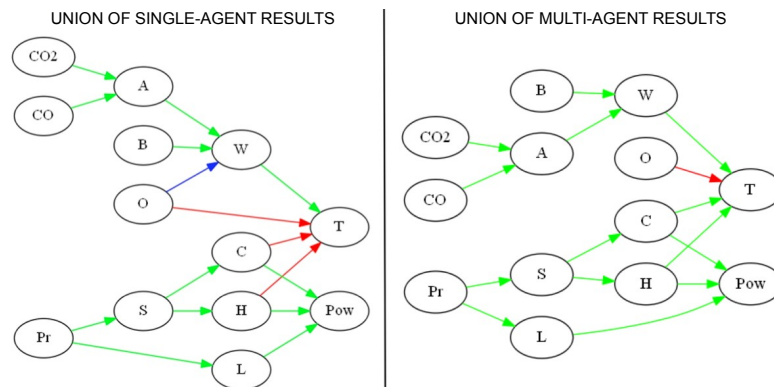 UNION OF SINGLE-AGENT RESULTS
CO2
A
CO
B
W
O
T
C
S
H
Pow
Pr
L
UNION OF MULTI-AGENT RESULTS
B
W
CO2
A
O
CO
T
C
S
H
Pow
Pr
L